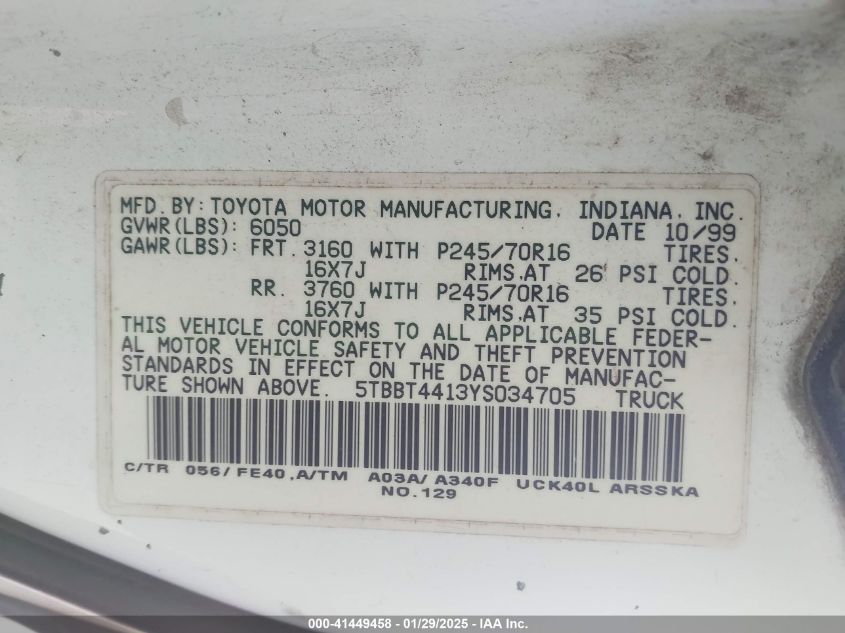 MFD. BY: TOYOTA MOTOR MANUFACTURING, INDIANA, INC.
GVWR(LBS): 6050 DATE 10/99
GAWR(LBS): FRT. 3160 WITH P245/70R16 TIRES.
16X7J RIMS.AT 26 PSI COLD.
RR. 3760 WITH P245/70R16 TIRES.
16X7J RIMS.AT 35 PSI COLD.
THIS VEHICLE CONFORMS TO ALL APPLICABLE FEDER-
AL MOTOR VEHICLE SAFETY AND THEFT PREVENTION
STANDARDS IN EFFECT ON THE DATE OF MANUFAC-
TURE SHOWN ABOVE. 5TBBT4413YS034705 TRUCK
C/TR 056/FE40,A/TM A03A/A340F UCK40L ARSSKA
NO.129
000-41449458 - 01/29/2025 - IAA Inc.